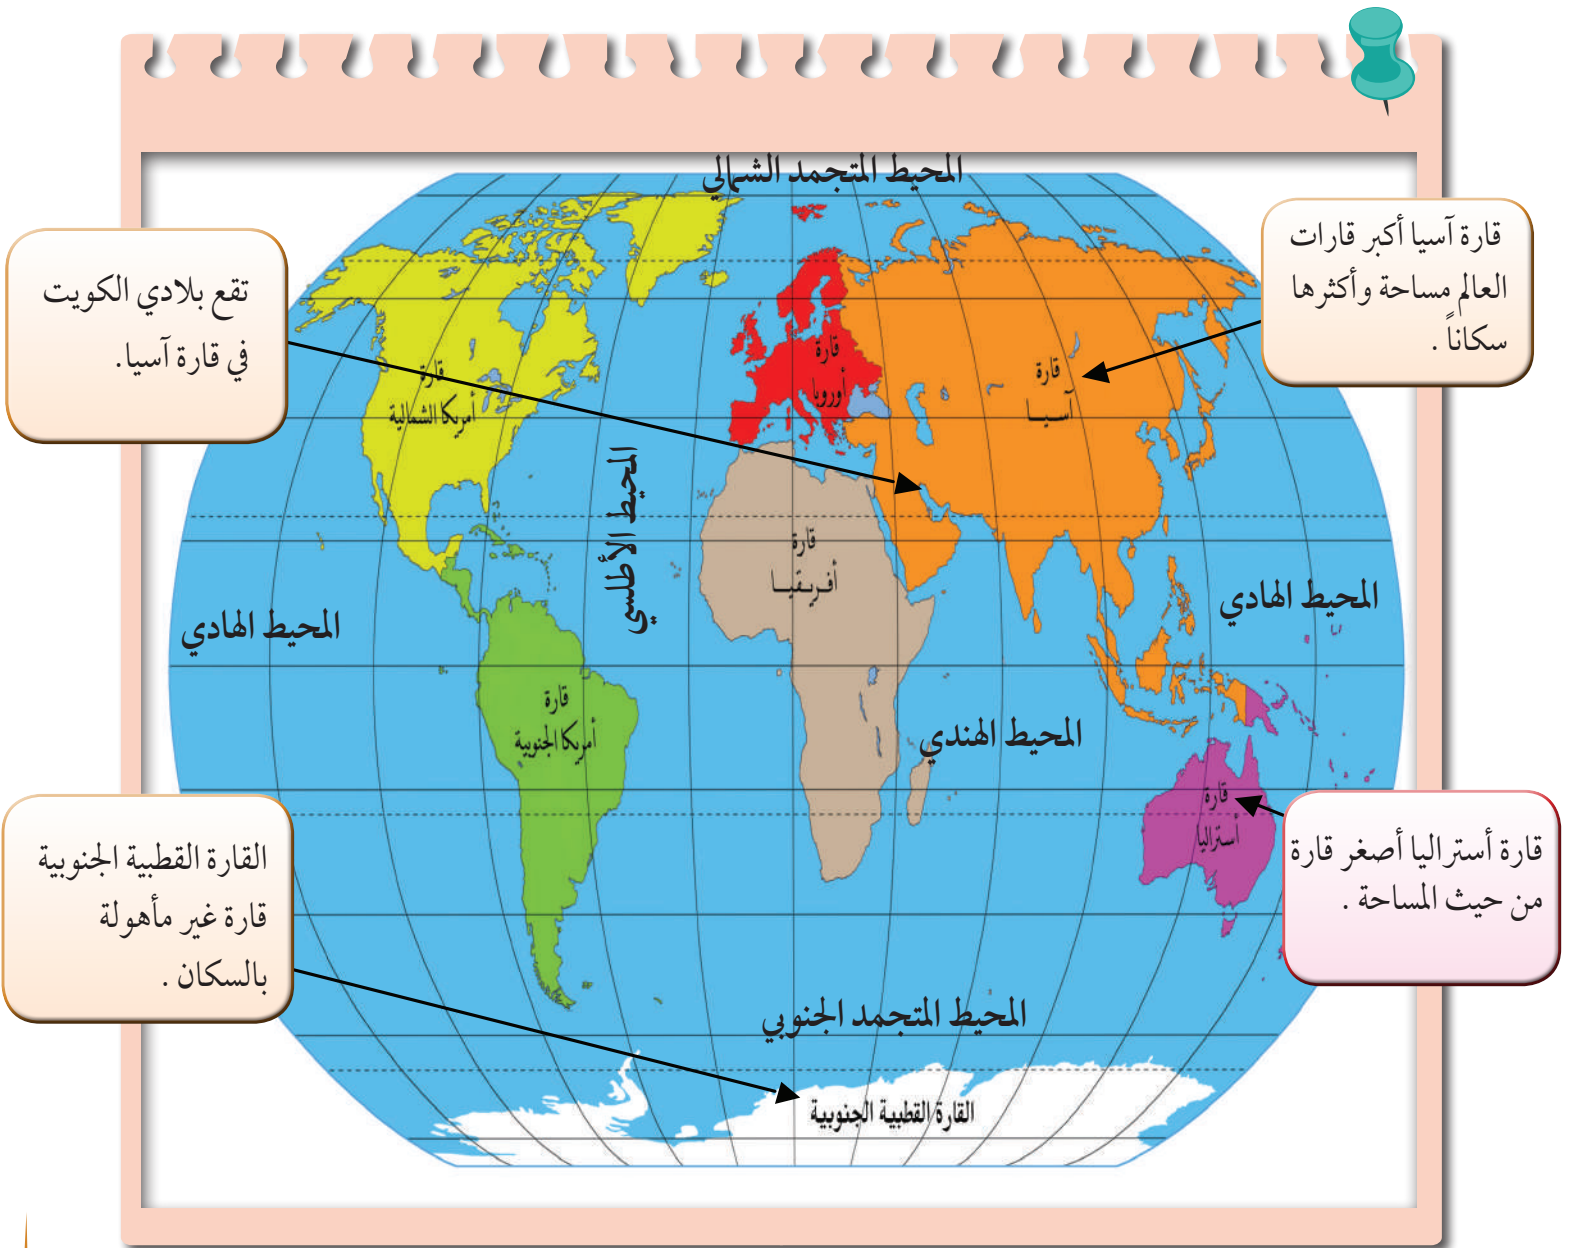 المحيط المتجمد الشمالي
قارة آسيا أكبر قارات
العالم مساحة وأكثرها
سكاناً .
تقع بلادي الكويت
في قارة آسيا.
قارة
أمريكا الشمالية
قارة
أوروبا
قارة
آسيا
المحيط الأطلسي
قارة
أفريقيا
المحيط الهادي
المحيط الهادي
قارة
أمريكا الجنوبية
المحيط الهندي
قارة
أستراليا
قارة أستراليا أصغر قارة
من حيث المساحة .
القارة القطبية الجنوبية
قارة غير مأهولة
بالسكان .
المحيط المتجمد الجنوبي
القارة القطبية الجنوبية